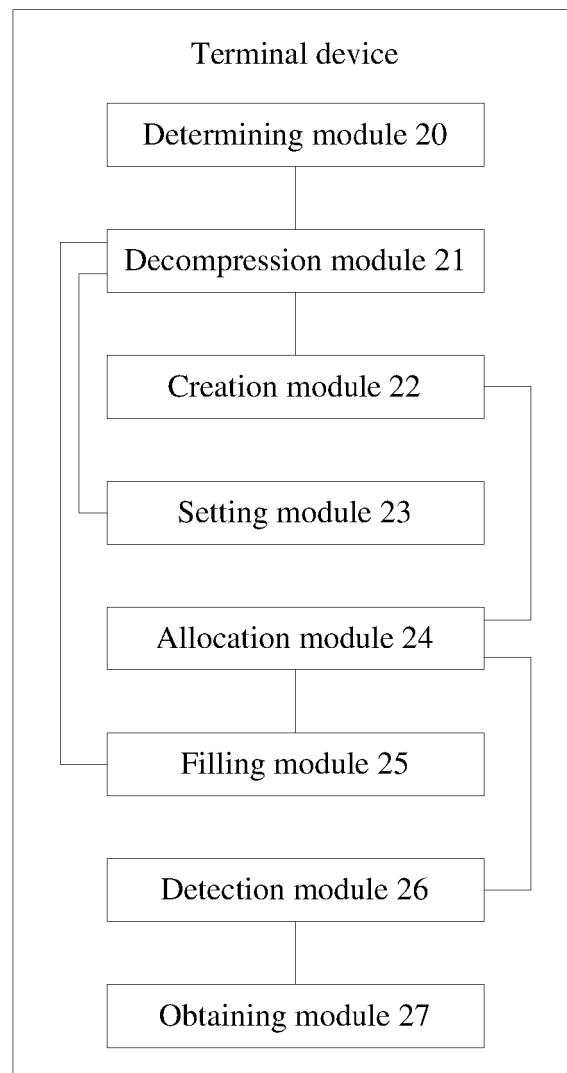 Terminal device
Determining module 20
Decompression module 21
Creation module 22
Setting module 23
Allocation module 24
Filling module 25
Detection module 26
Obtaining module 27